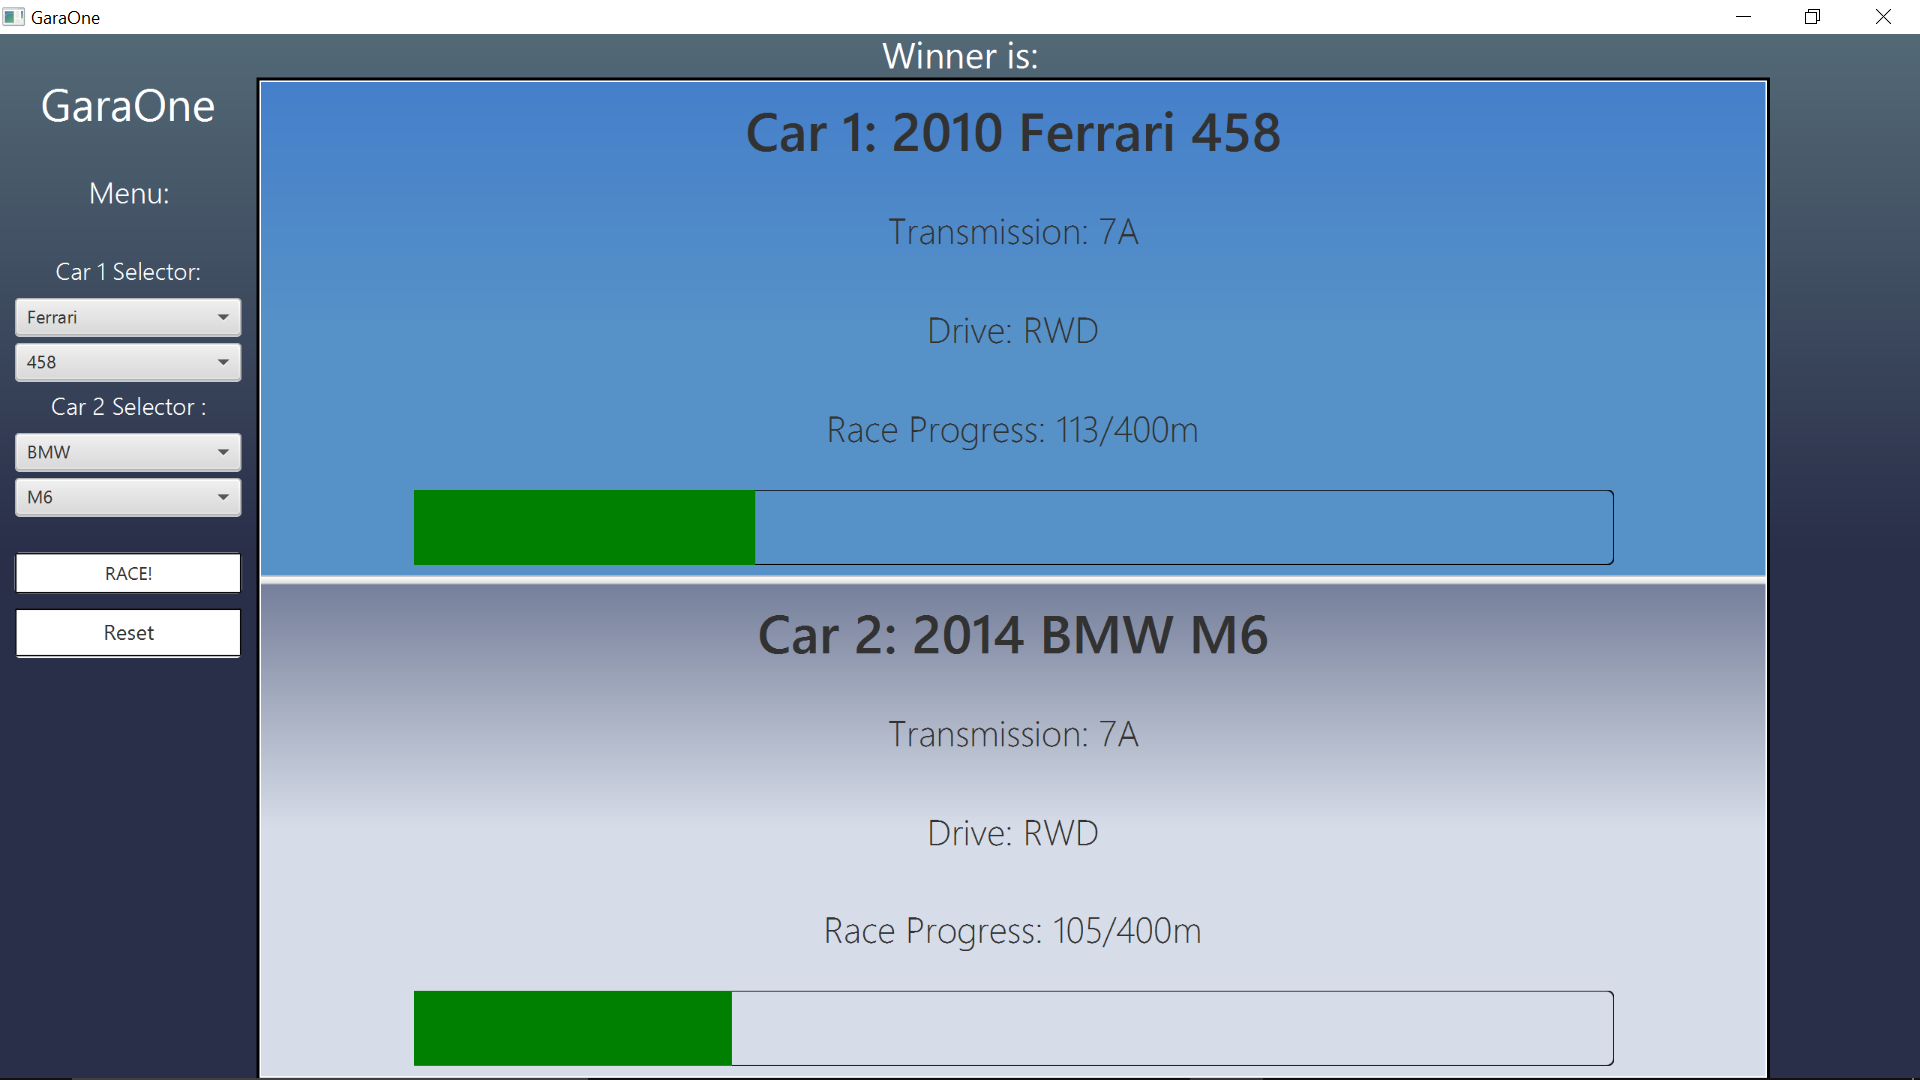 GaraOne
Winner is:
GaraOne
Menu:
Car 1 Selector:
Ferrari
458
Car 2 Selector :
BMW
M6
RACE!
Reset
Car 1: 2010 Ferrari 458
Transmission: 7A
Drive: RWD
Race Progress: 113/400m
Car 2: 2014 BMW M6
Transmission: 7A
Drive: RWD
Race Progress: 105/400m